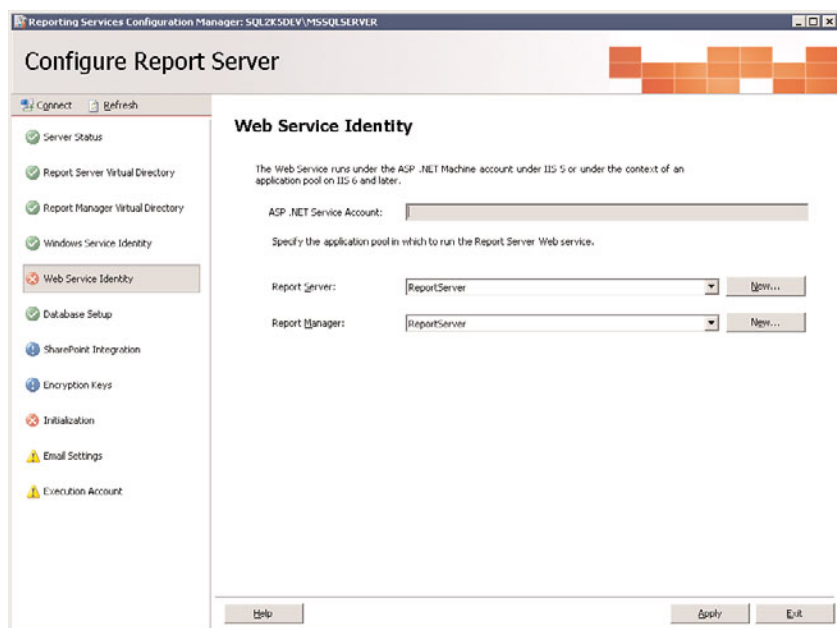 Reporting Services Configuration Manager: SQL2K5DEV\MSSQLSERVER
Configure Report Server
Connect Refresh
Server Status
Report Server Virtual Directory
Report Manager Virtual Directory
Windows Service Identity
Web Service Identity
Database Setup
SharePoint Integration
Encryption Keys
Initialization
Email Settings
Execution Account
Web Service Identity
The Web Service runs under the ASP .NET Machine account under IIS 5 or under the context of an
application pool on IIS 6 and later.
ASP .NET Service Account:
Specify the application pool in which to run the Report Server Web service.
Report Server: ReportServer New...
Report Manager: ReportServer New...
Help Apply Exit